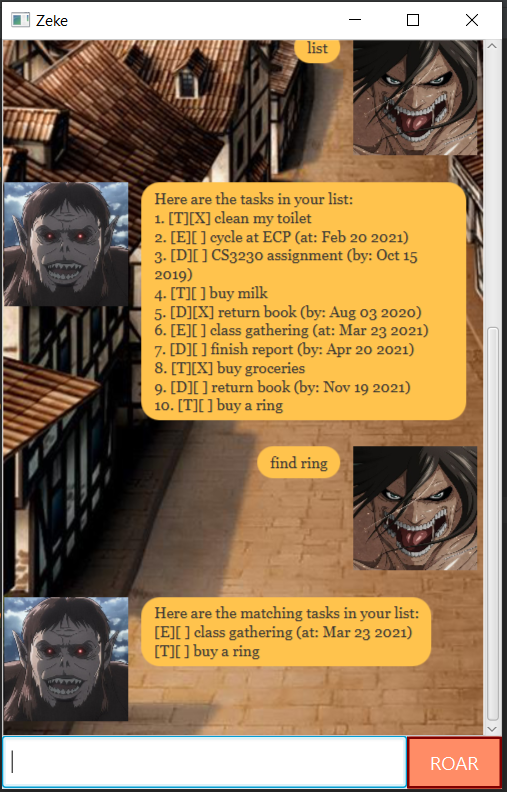 Zeke
list
Here are the tasks in your list:
1. [T][X] clean my toilet
2. [E][ ] cycle at ECP (at: Feb 20 2021)
3. [D][ ] CS3230 assignment (by: Oct 15
2019)
4. [T][ ] buy milk
5. [D][X] return book (by: Aug 03 2020)
6. [E][ ] class gathering (at: Mar 23 2021)
7. [D][ ] finish report (by: Apr 20 2021)
8. [T][X] buy groceries
9. [D][ ] return book (by: Nov 19 2021)
10. [T][ ] buy a ring
find ring
Here are the matching tasks in your list:
[E][ ] class gathering (at: Mar 23 2021)
[T][ ] buy a ring
ROAR